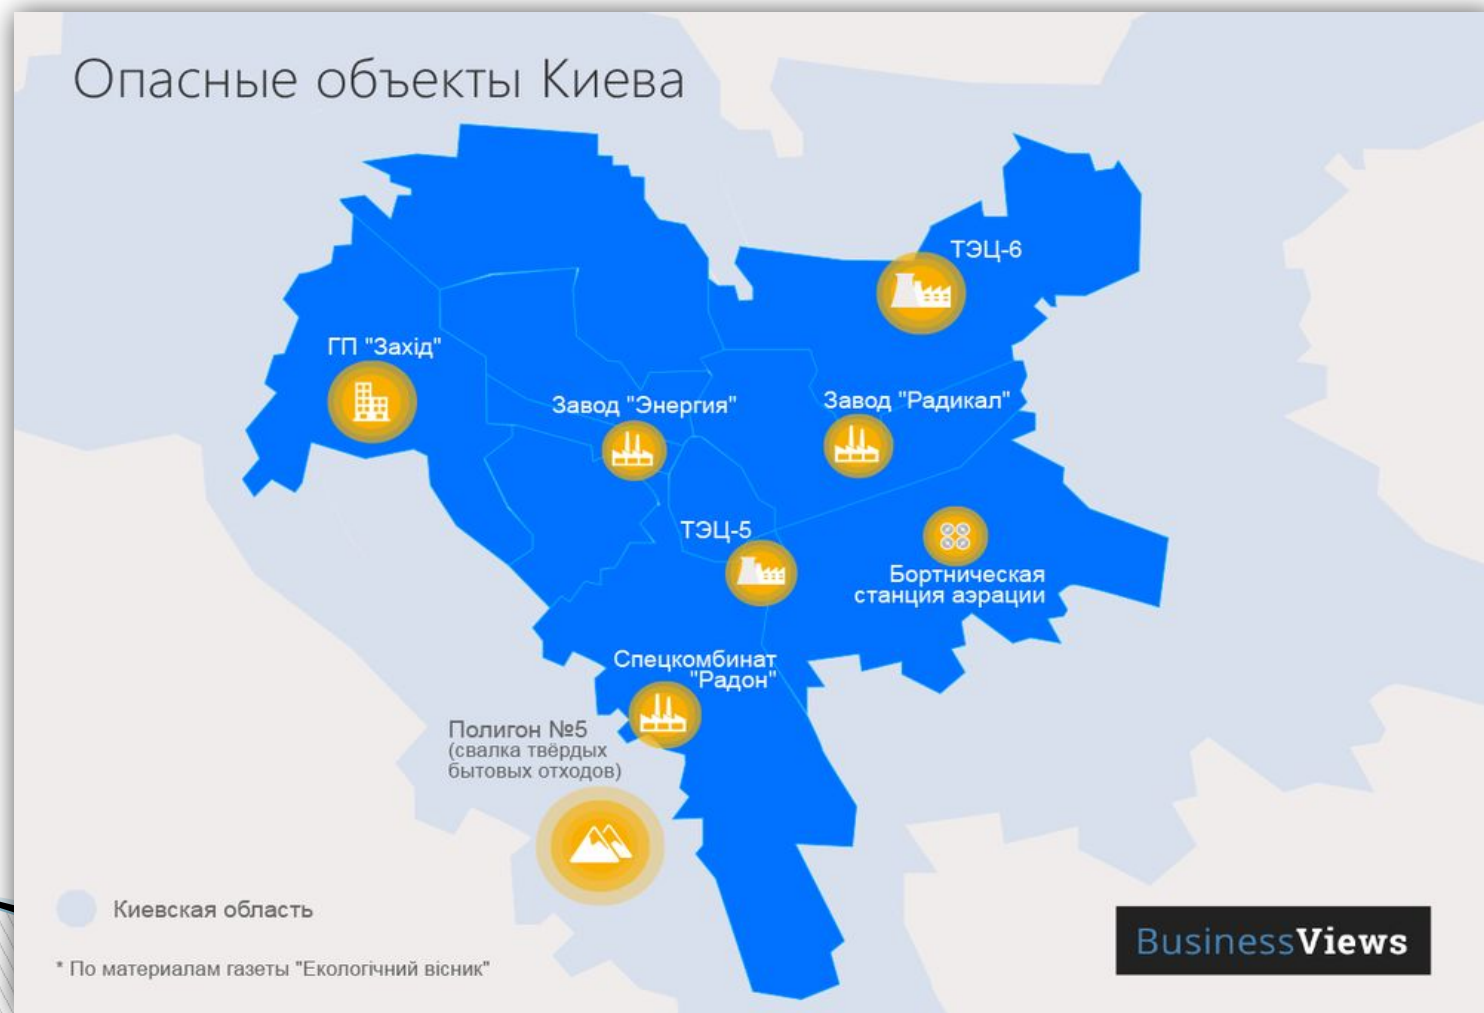 Опасные объекты Киева
ТЭЦ-6
ГП "Захід"
Завод "Энергия"
Завод "Радикал"
ТЭЦ-5
Бортническая
станция аэрации
Спецкомбинат
"Радон"
Полигон №5
(свалка твёрдых
бытовых отходов)
Киевская область
* По материалам газеты "Екологічний вісник"
BusinessViews